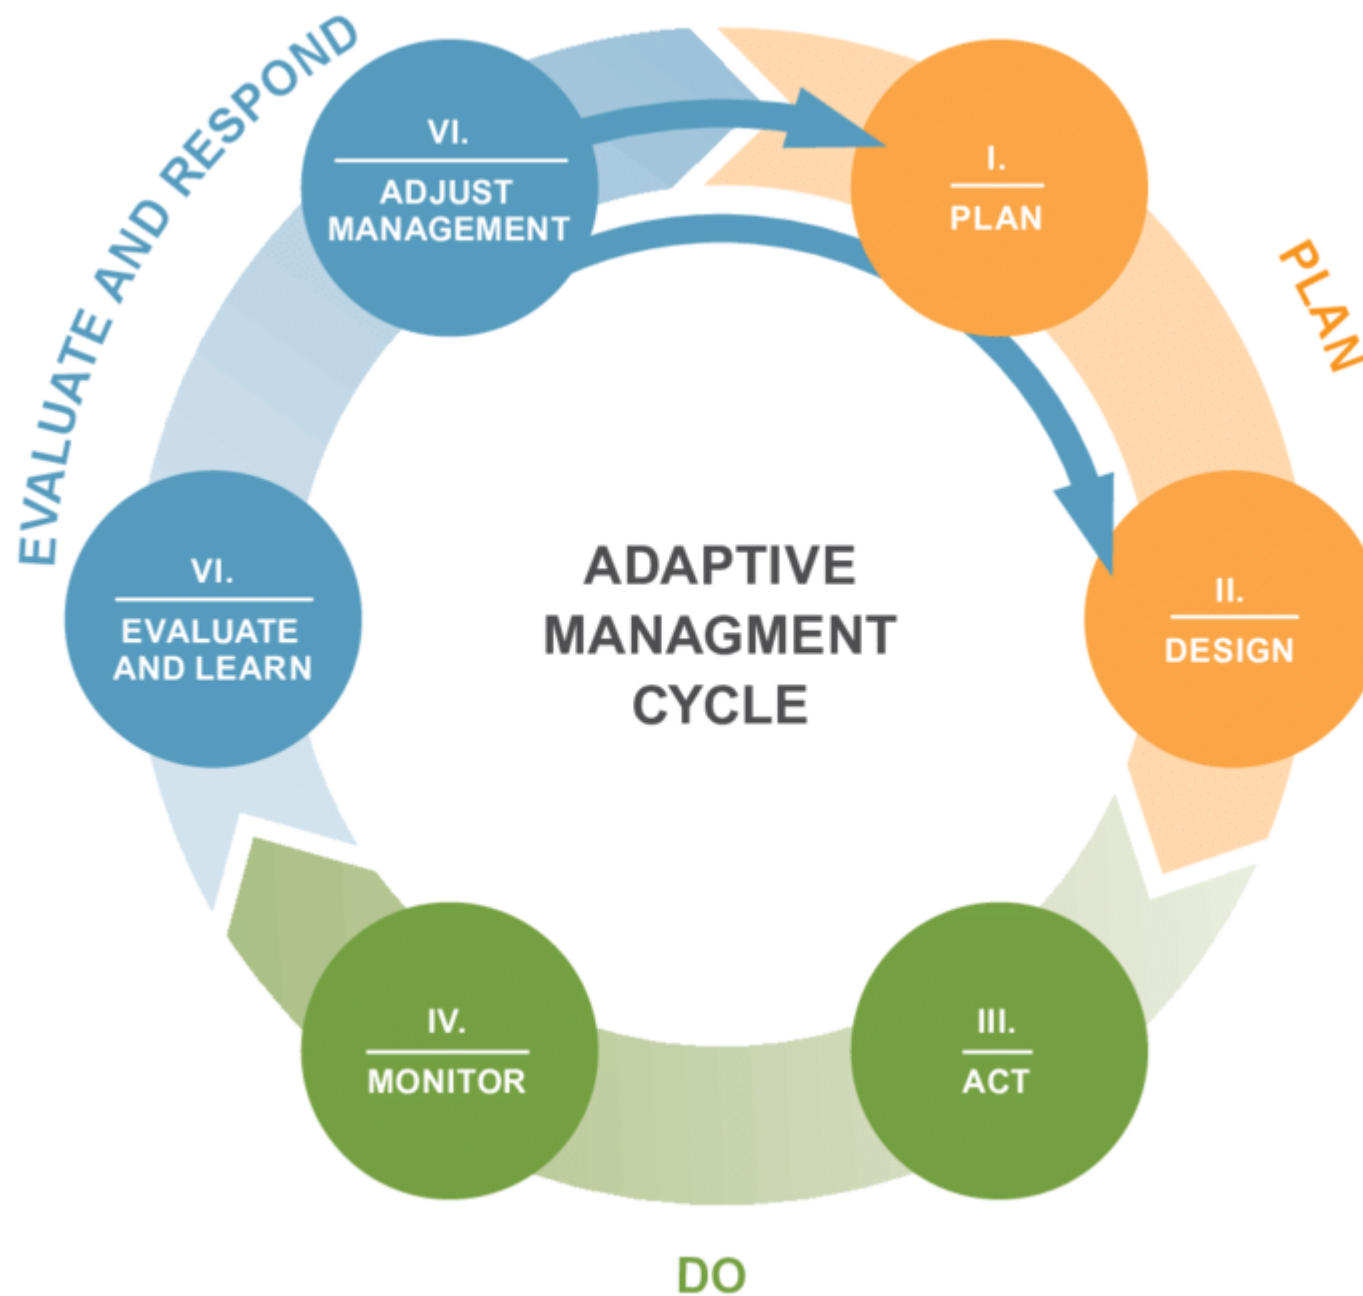 EVALUATE AND RESPOND
VI.
ADJUST
MANAGEMENT
I.
PLAN
PLAN
VI.
EVALUATE
AND LEARN
ADAPTIVE
MANAGMENT
CYCLE
II.
DESIGN
IV.
MONITOR
III.
ACT
DO